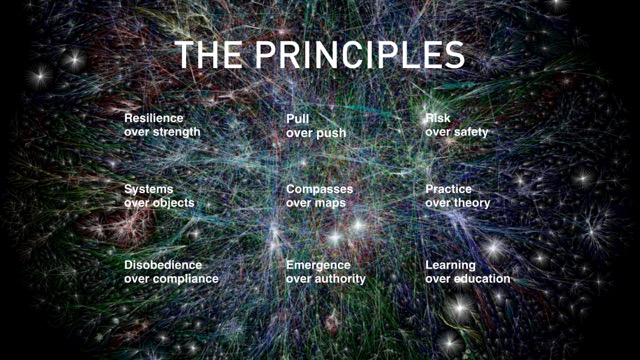 THE PRINCIPLES
Resilience
over strength
Pull
over push
Risk
over safety
Systems
over objects
Compasses
over maps
Practice
over theory
Disobedience
over compliance
Emergence
over authority
Learning
over education